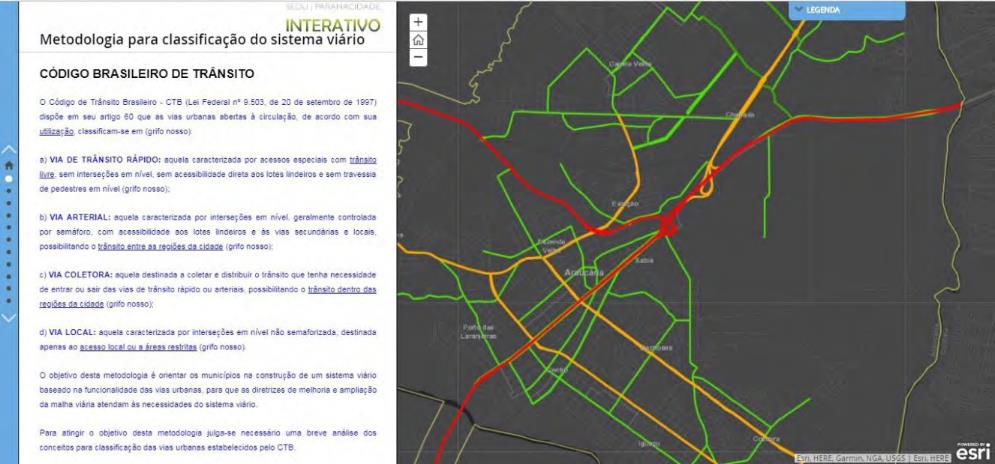 SEDU | PARANACIDADE
INTERATIVO
Metodologia para classificação do sistema viário
CÓDIGO BRASILEIRO DE TRÂNSITO
O Código de Trânsito Brasileiro - CTB (Lei Federal nº 9.503, de 20 de setembro de 1997)
dispõe em seu artigo 60 que as vias urbanas abertas à circulação, de acordo com sua
utilização, classificam-se em (grifo nosso):
a) VIA DE TRÂNSITO RÁPIDO: aquela caracterizada por acessos especiais com trânsito
livre, sem interseções em nível, sem acessibilidade direta aos lotes lindeiros e sem travessia
de pedestres em nível (grifo nosso);
b) VIA ARTERIAL: aquela caracterizada por interseções em nível, geralmente controlada
por semáforo, com acessibilidade aos lotes lindeiros e às vias secundárias e locais,
possibilitando o trânsito entre as regiões da cidade (grifo nosso);
c) VIA COLETORA: aquela destinada a coletar e distribuir o trânsito que tenha necessidade
de entrar ou sair das vias de trânsito rápido ou arteriais, possibilitando o trânsito dentro das
regiões da cidade (grifo nosso);
d) VIA LOCAL: aquela caracterizada por interseções em nível não semaforizada, destinada
apenas ao acesso local ou a áreas restritas (grifo nosso).
O objetivo desta metodologia é orientar os municípios na construção de um sistema viário
baseado na funcionalidade das vias urbanas, para que as diretrizes de melhoria e ampliação
da malha viária atendam às necessidades do sistema viário.
Para atingir o objetivo desta metodologia julga-se necessário uma breve análise dos
conceitos para classificação das vias urbanas estabelecidos pelo CTB.
LEGENDA
Capela Velha
Chapada
Estação
Fazenda
Velha
Sabiá
Araucária
Porto das
Laranjeiras
Campina
Iguaçu
Costeira
Esri, HERE, Garmin, NGA, USGS | Esri, HERE
POWERED BY
esri